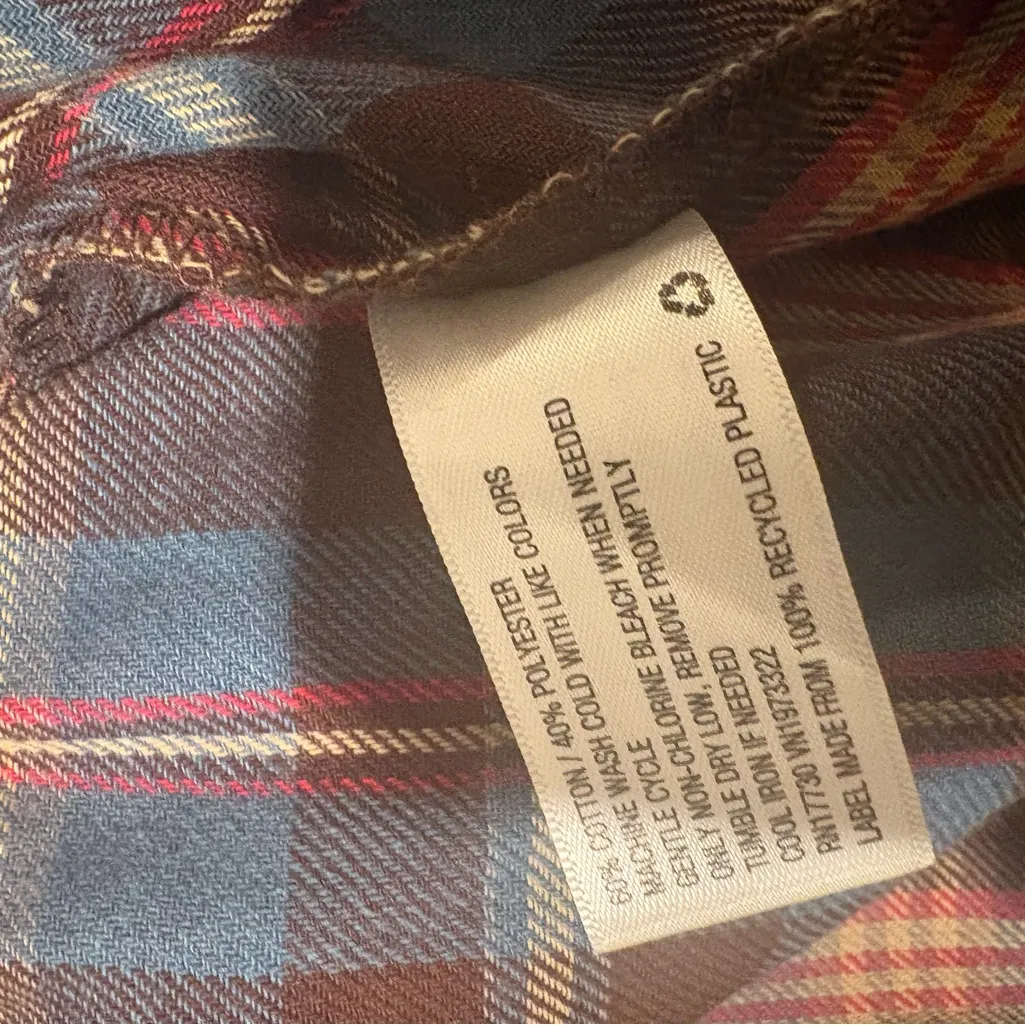 60% COTTON / 40% POLYESTER
MACHINE WASH COLD WITH LIKE COLORS
GENTLE CYCLE
ONLY NON-CHLORINE BLEACH WHEN NEEDED
TUMBLE DRY LOW, REMOVE PROMPTLY
COOL IRON IF NEEDED
RN17730 VN1973322
LABEL MADE FROM 100% RECYCLED PLASTIC